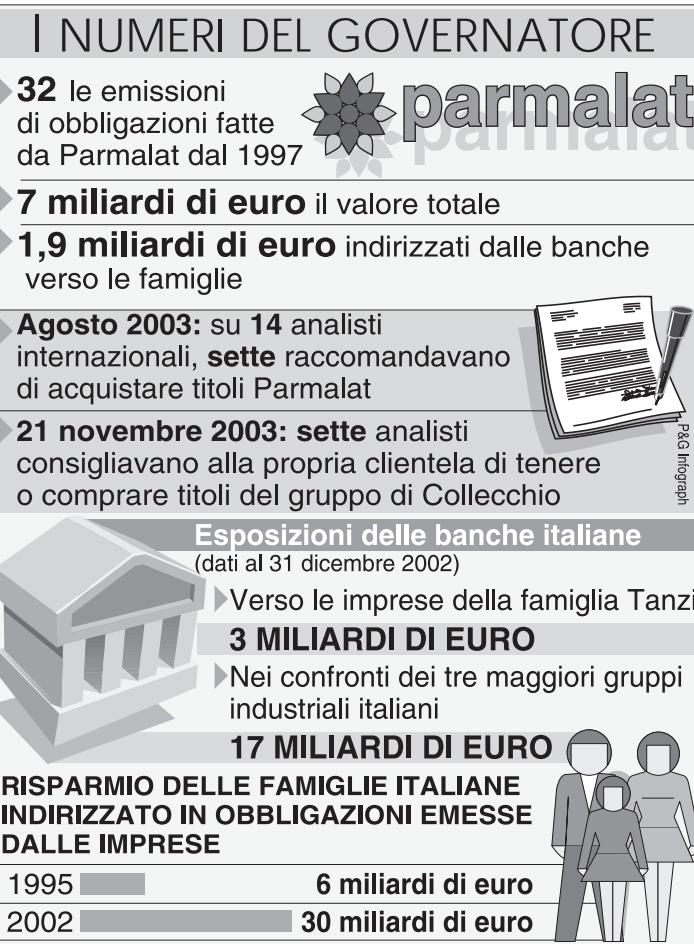 I NUMERI DEL GOVERNATORE
32 le emissioni
di obbligazioni fatte
da Parmalat dal 1997
parmalat
7 miliardi di euro il valore totale
1,9 miliardi di euro indirizzati dalle banche
verso le famiglie
Agosto 2003: su 14 analisti
internazionali, sette raccomandavano
di acquistare titoli Parmalat
21 novembre 2003: sette analisti
consigliavano alla propria clientela di tenere
o comprare titoli del gruppo di Collecchio
P&G Infograph
Esposizioni delle banche italiane
(dati al 31 dicembre 2002)
Verso le imprese della famiglia Tanzi
3 MILIARDI DI EURO
Nei confronti dei tre maggiori gruppi
industriali italiani
17 MILIARDI DI EURO
RISPARMIO DELLE FAMIGLIE ITALIANE
INDIRIZZATO IN OBBLIGAZIONI EMESSE
DALLE IMPRESE
1995 6 miliardi di euro
2002 30 miliardi di euro